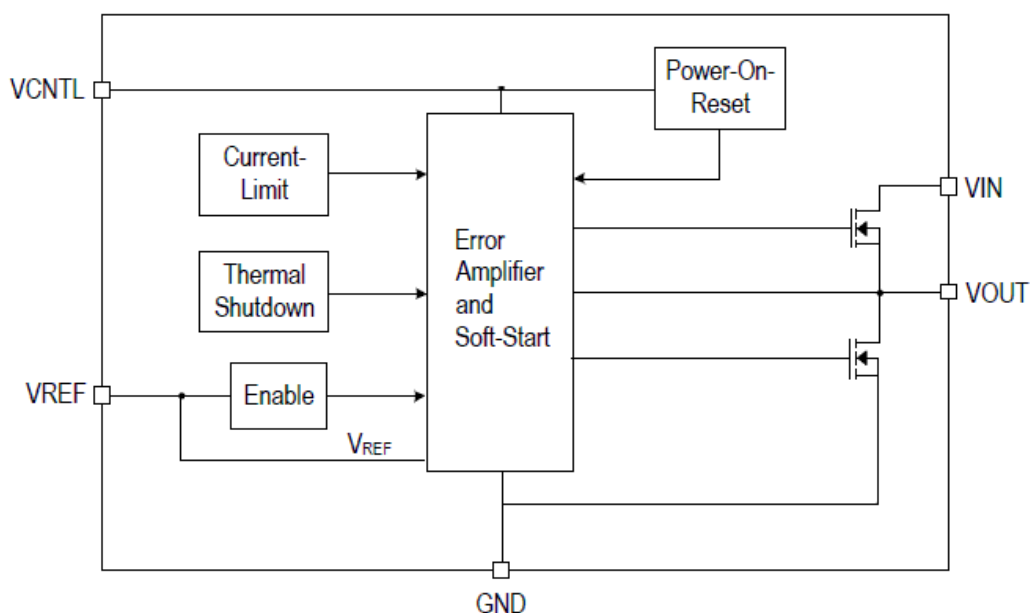 VCNTL
Power-On-
Reset
Current-
Limit
VIN
Error
Amplifier
and
Soft-Start
Thermal
Shutdown
VOUT
VREF
Enable
VREF
GND